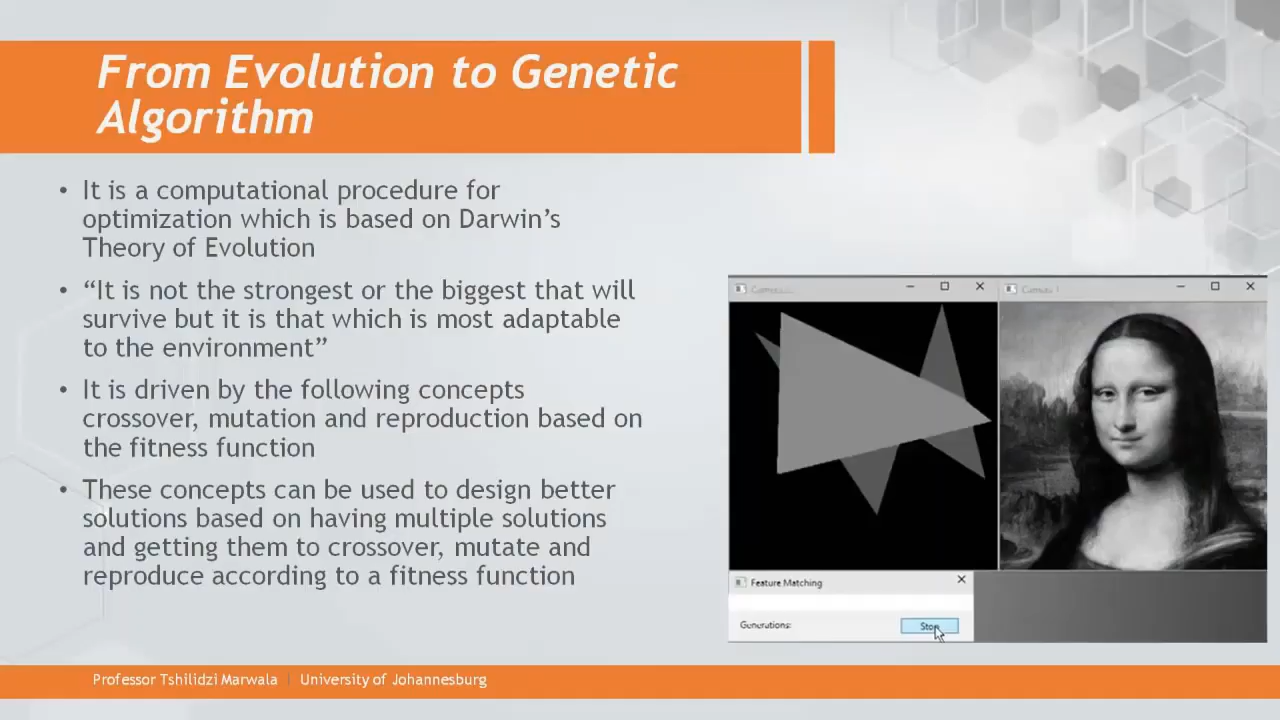 From Evolution to Genetic
Algorithm
• It is a computational procedure for
optimization which is based on Darwin’s
Theory of Evolution
• “It is not the strongest or the biggest that will
survive but it is that which is most adaptable
to the environment”
• It is driven by the following concepts
crossover, mutation and reproduction based on
the fitness function
• These concepts can be used to design better
solutions based on having multiple solutions
and getting them to crossover, mutate and
reproduce according to a fitness function
Feature Matching
Generations:
Stop
Professor Tshilidzi Marwala | University of Johannesburg